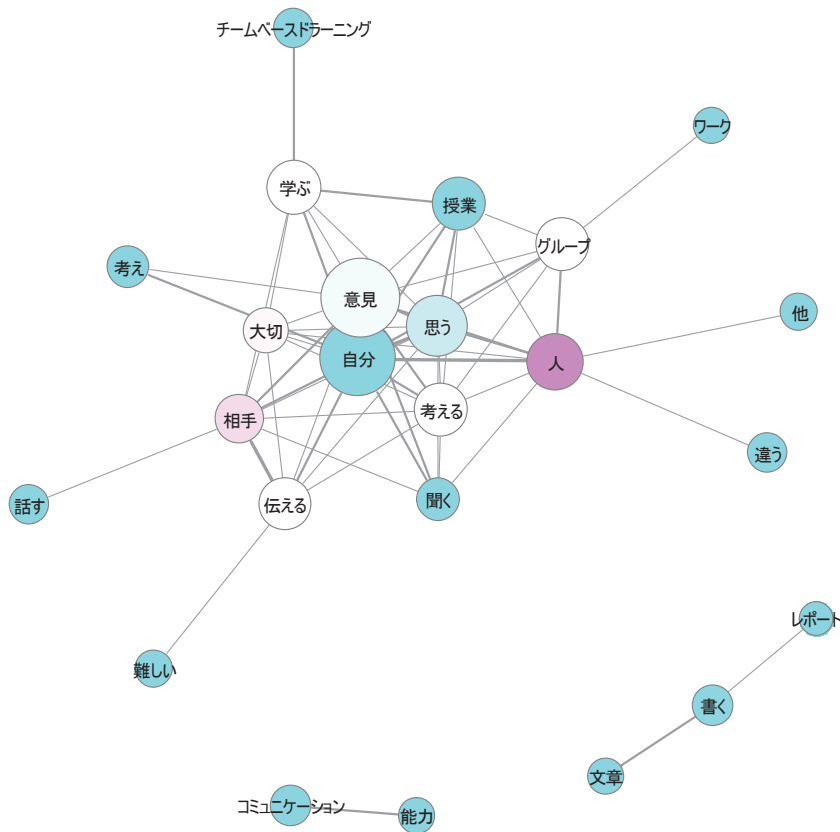 チームベースドラーニング
ワーク
学ぶ
授業
グループ
考え
意見
他
思う
大切
自分
人
考える
相手
違う
聞く
伝える
話す
レポート
難しい
書く
文章
コミュニケーション
能力